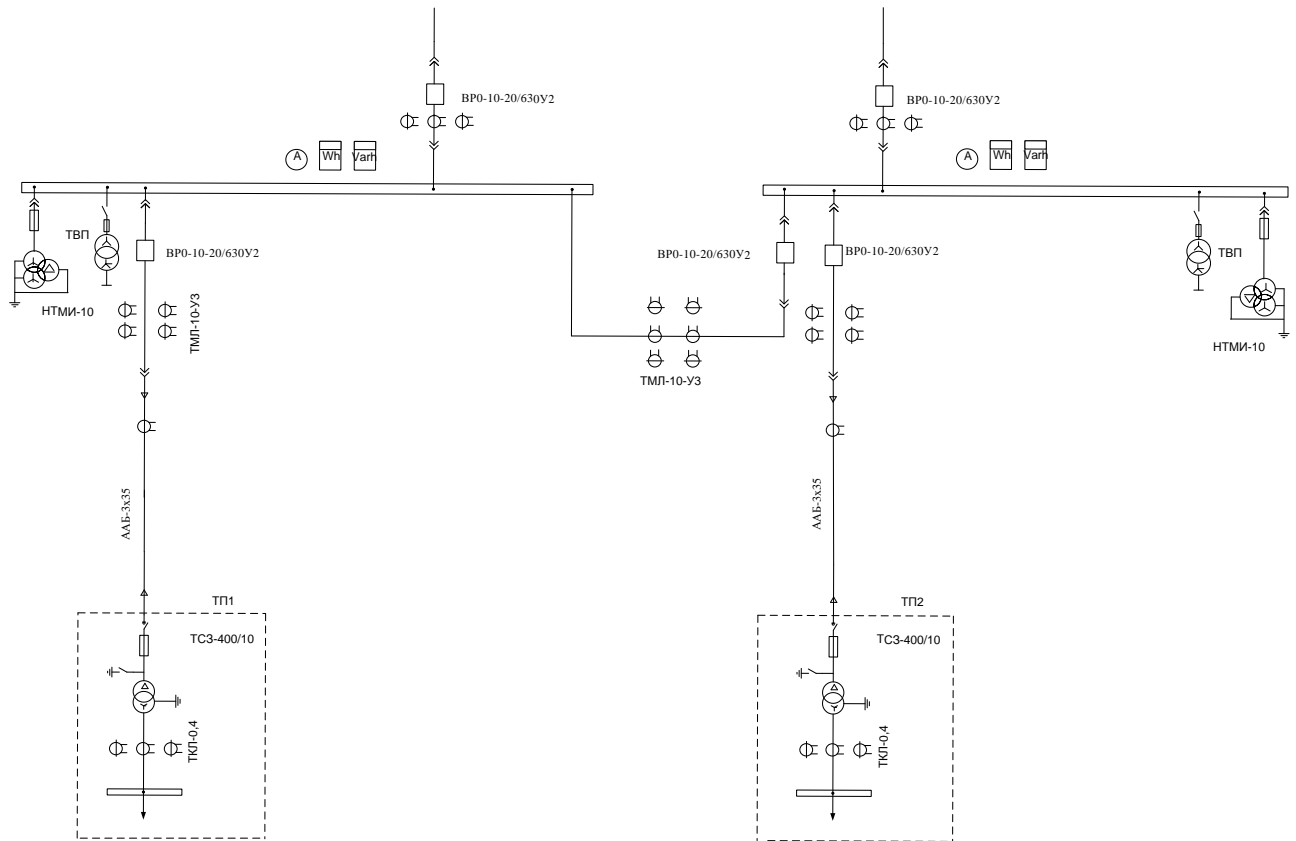 ВР0-10-20/630У2
ВР0-10-20/630У2
A
Wh
Varh
A
Wh
Varh
ТВП
ВР0-10-20/630У2
ВР0-10-20/630У2
ВР0-10-20/630У2
ТВП
НТМИ-10
ТМЛ-10-У3
НТМИ-10
ТМЛ-10-У3
ААБ-3х35
ААБ-3х35
ТП1
ТП2
ТСЗ-400/10
ТСЗ-400/10
ТКЛ-0,4
ТКЛ-0,4